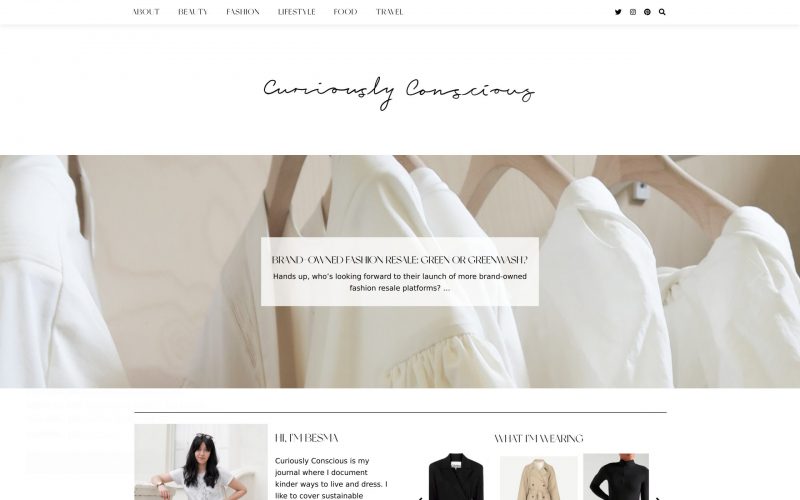 ABOUT BEAUTY FASHION LIFESTYLE FOOD TRAVEL
Curiously Conscious
BRAND-OWNED FASHION RESALE: GREEN OR GREENWASH?
Hands up, who's looking forward to their launch of more brand-owned
fashion resale platforms? ...
HI, I'M BESMA
WHAT I'M WEARING
Curiously Conscious is my
journal where I document
kinder ways to live and dress. I
like to cover sustainable